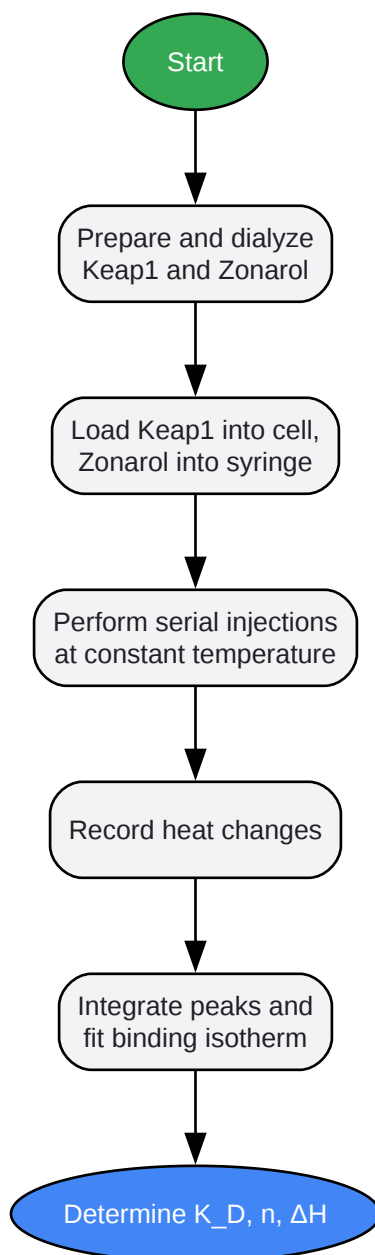 Start
Prepare and dialyze
Keap1 and Zonarol
Load Keap1 into cell,
Zonarol into syringe
Perform serial injections
at constant temperature
Record heat changes
Integrate peaks and
fit binding isotherm
Determine K_D, n, ΔH